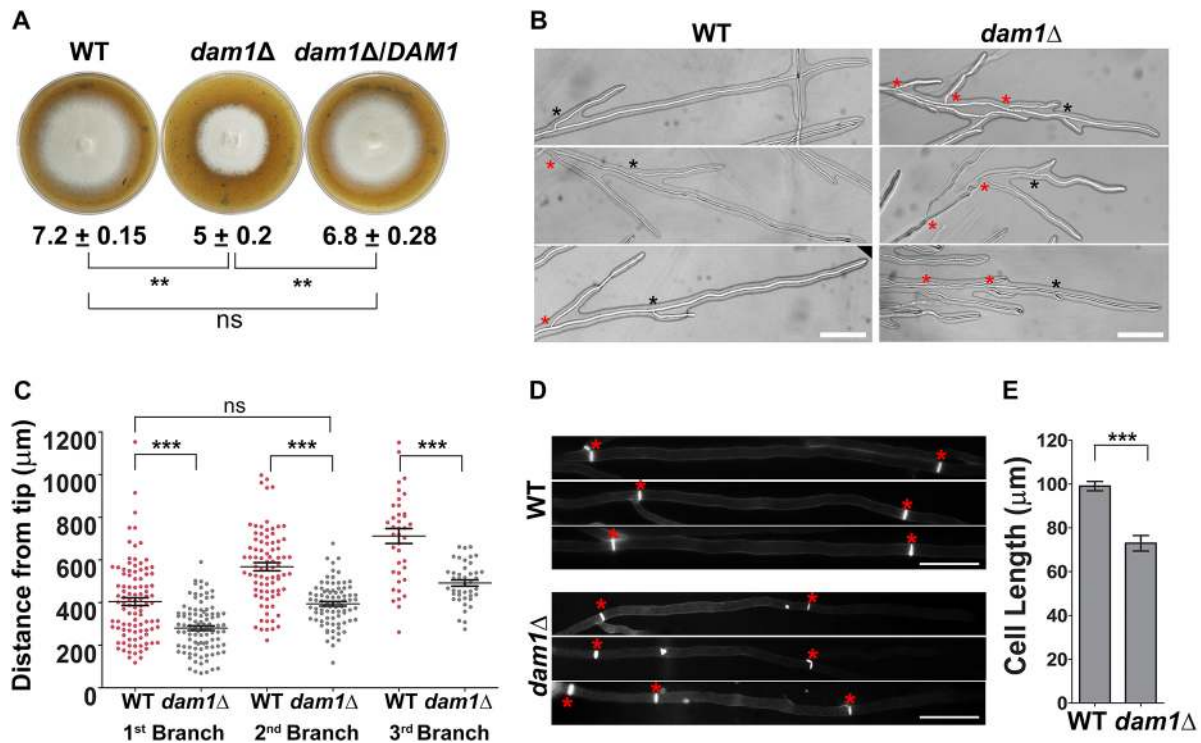 A
WT dam1Δ dam1Δ/DAM1
7.2 ± 0.15 5 ± 0.2 6.8 ± 0.28
** **
ns
B
WT dam1Δ
* * * * *
* * * * *
* * * * *
C
ns
*** *** ***
Distance from tip (μm)
1200
1000
800
600
400
200
0
WT dam1Δ WT dam1Δ WT dam1Δ
1st Branch 2nd Branch 3rd Branch
D
WT
* *
* *
* *
dam1Δ
* *
* *
* * *
E
***
Cell Length (μm)
120
100
80
60
40
20
0
WT dam1Δ